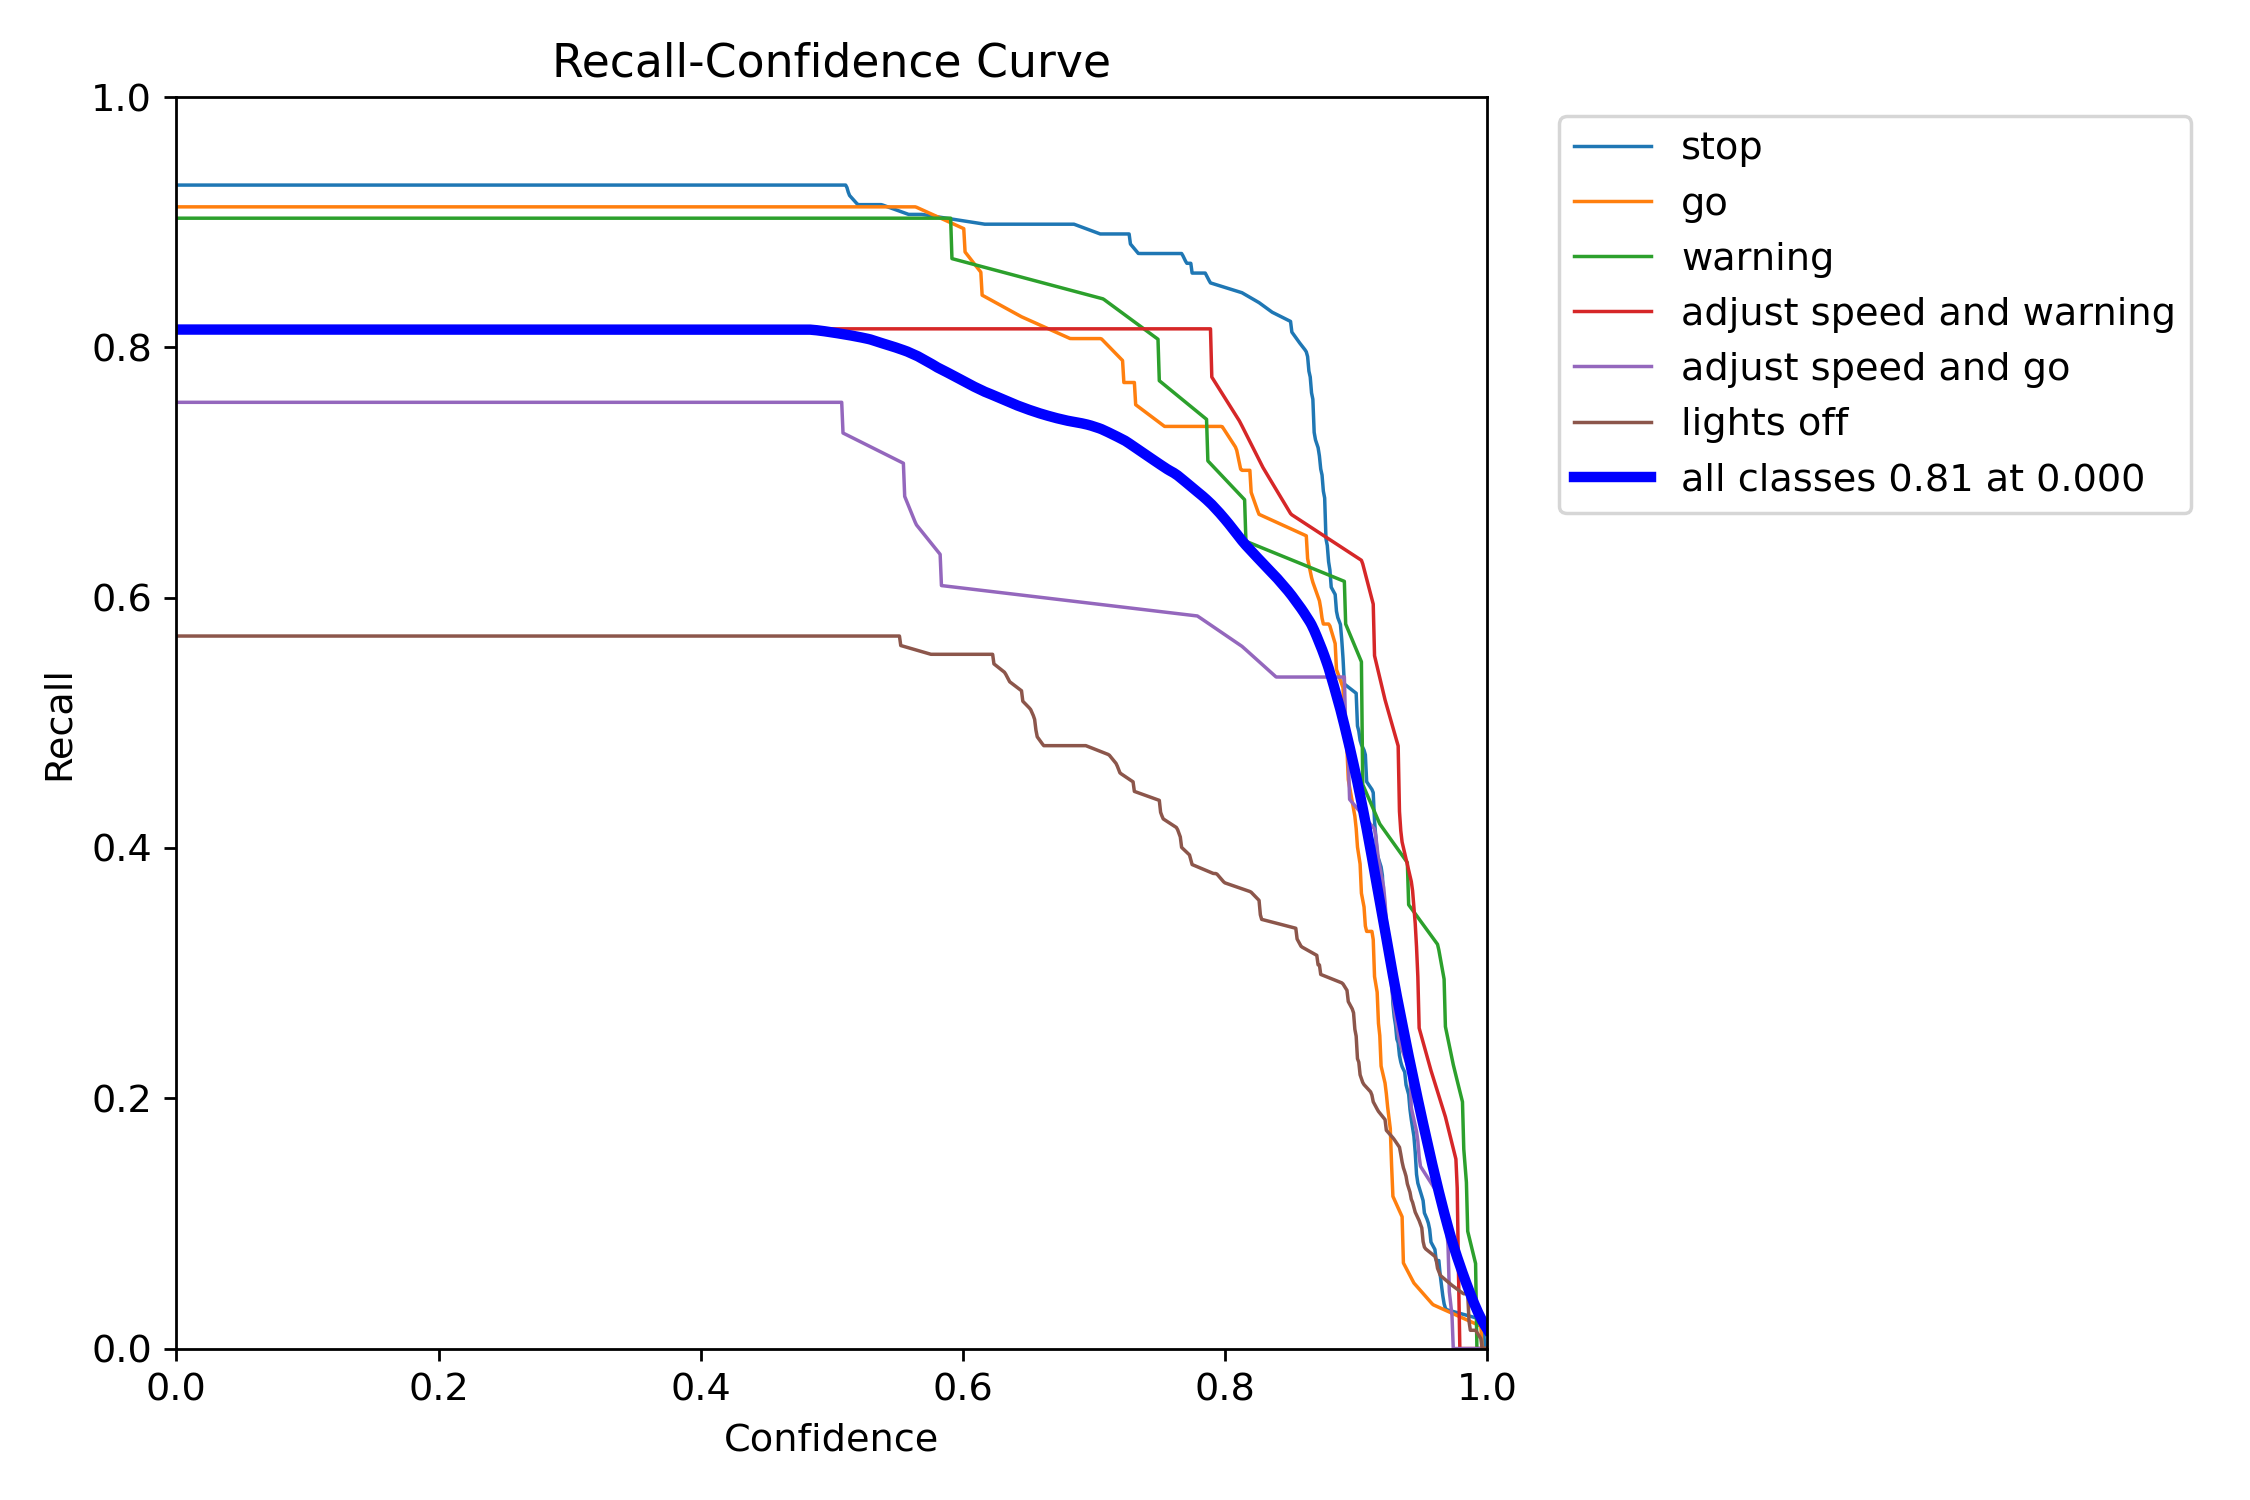 Recall-Confidence Curve
1.0
0.8
0.6
0.4
0.2
0.0
Recall
0.0 0.2 0.4 0.6 0.8 1.0
Confidence
stop
go
warning
adjust speed and warning
adjust speed and go
lights off
all classes 0.81 at 0.000